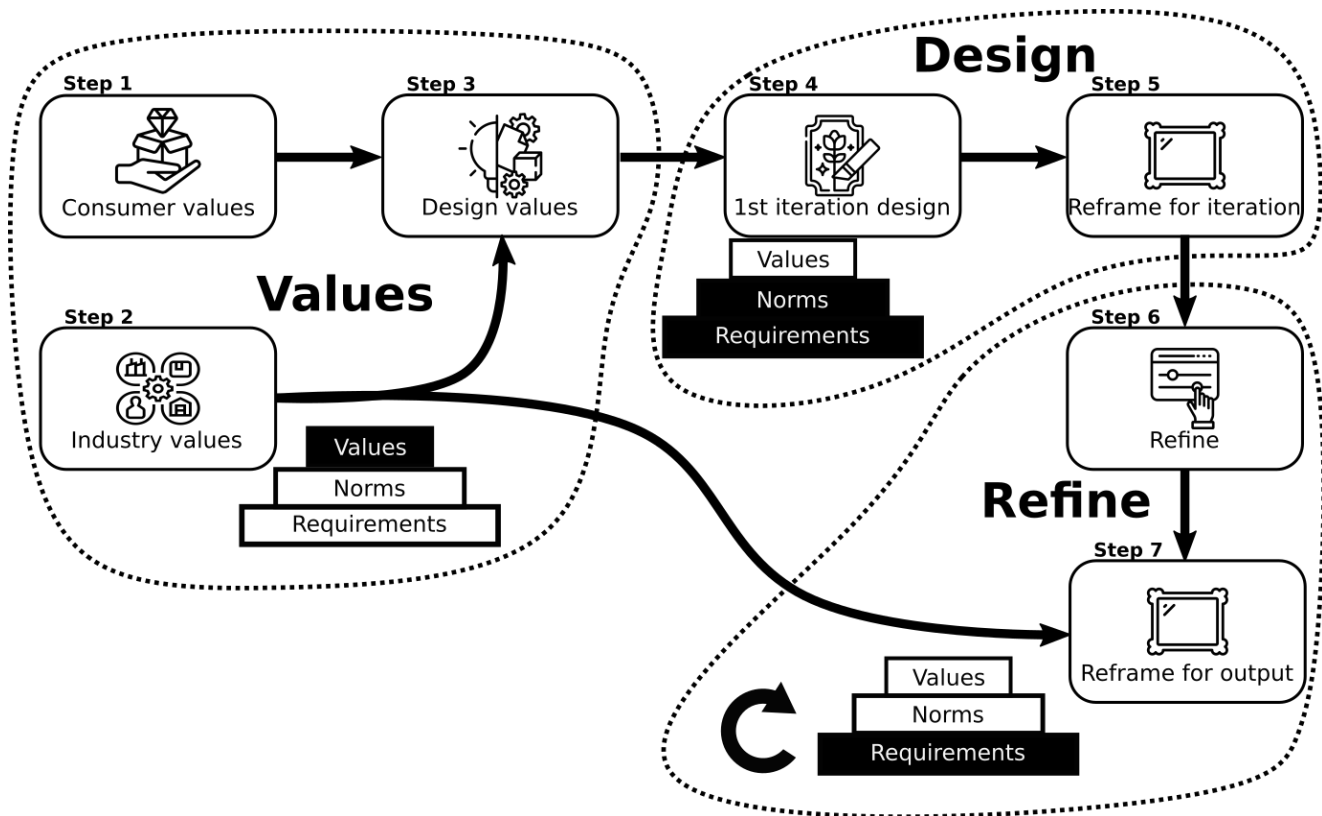 Design
Step 1
Consumer values
Step 3
Design values
Step 4
1st iteration design
Step 5
Reframe for iteration
Values
Norms
Requirements
Values
Step 2
Industry values
Values
Norms
Requirements
Step 6
Refine
Refine
Step 7
Reframe for output
Values
Norms
Requirements